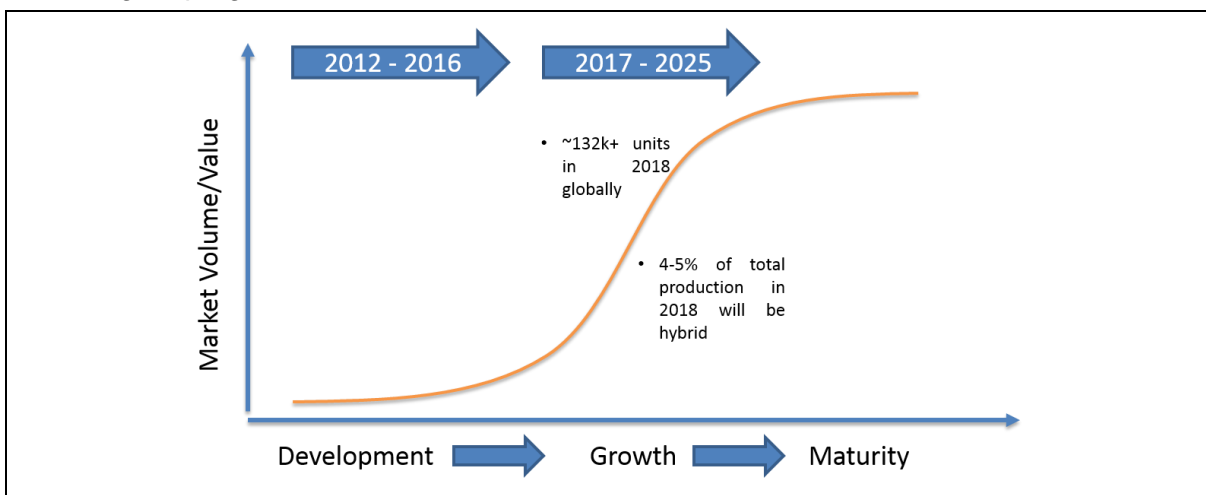 2012 - 2016
2017 - 2025
Market Volume/Value
• ~132k+ units
in 2018
globally
• 4-5% of total
production in
2018 will be
hybrid
Development
Growth
Maturity